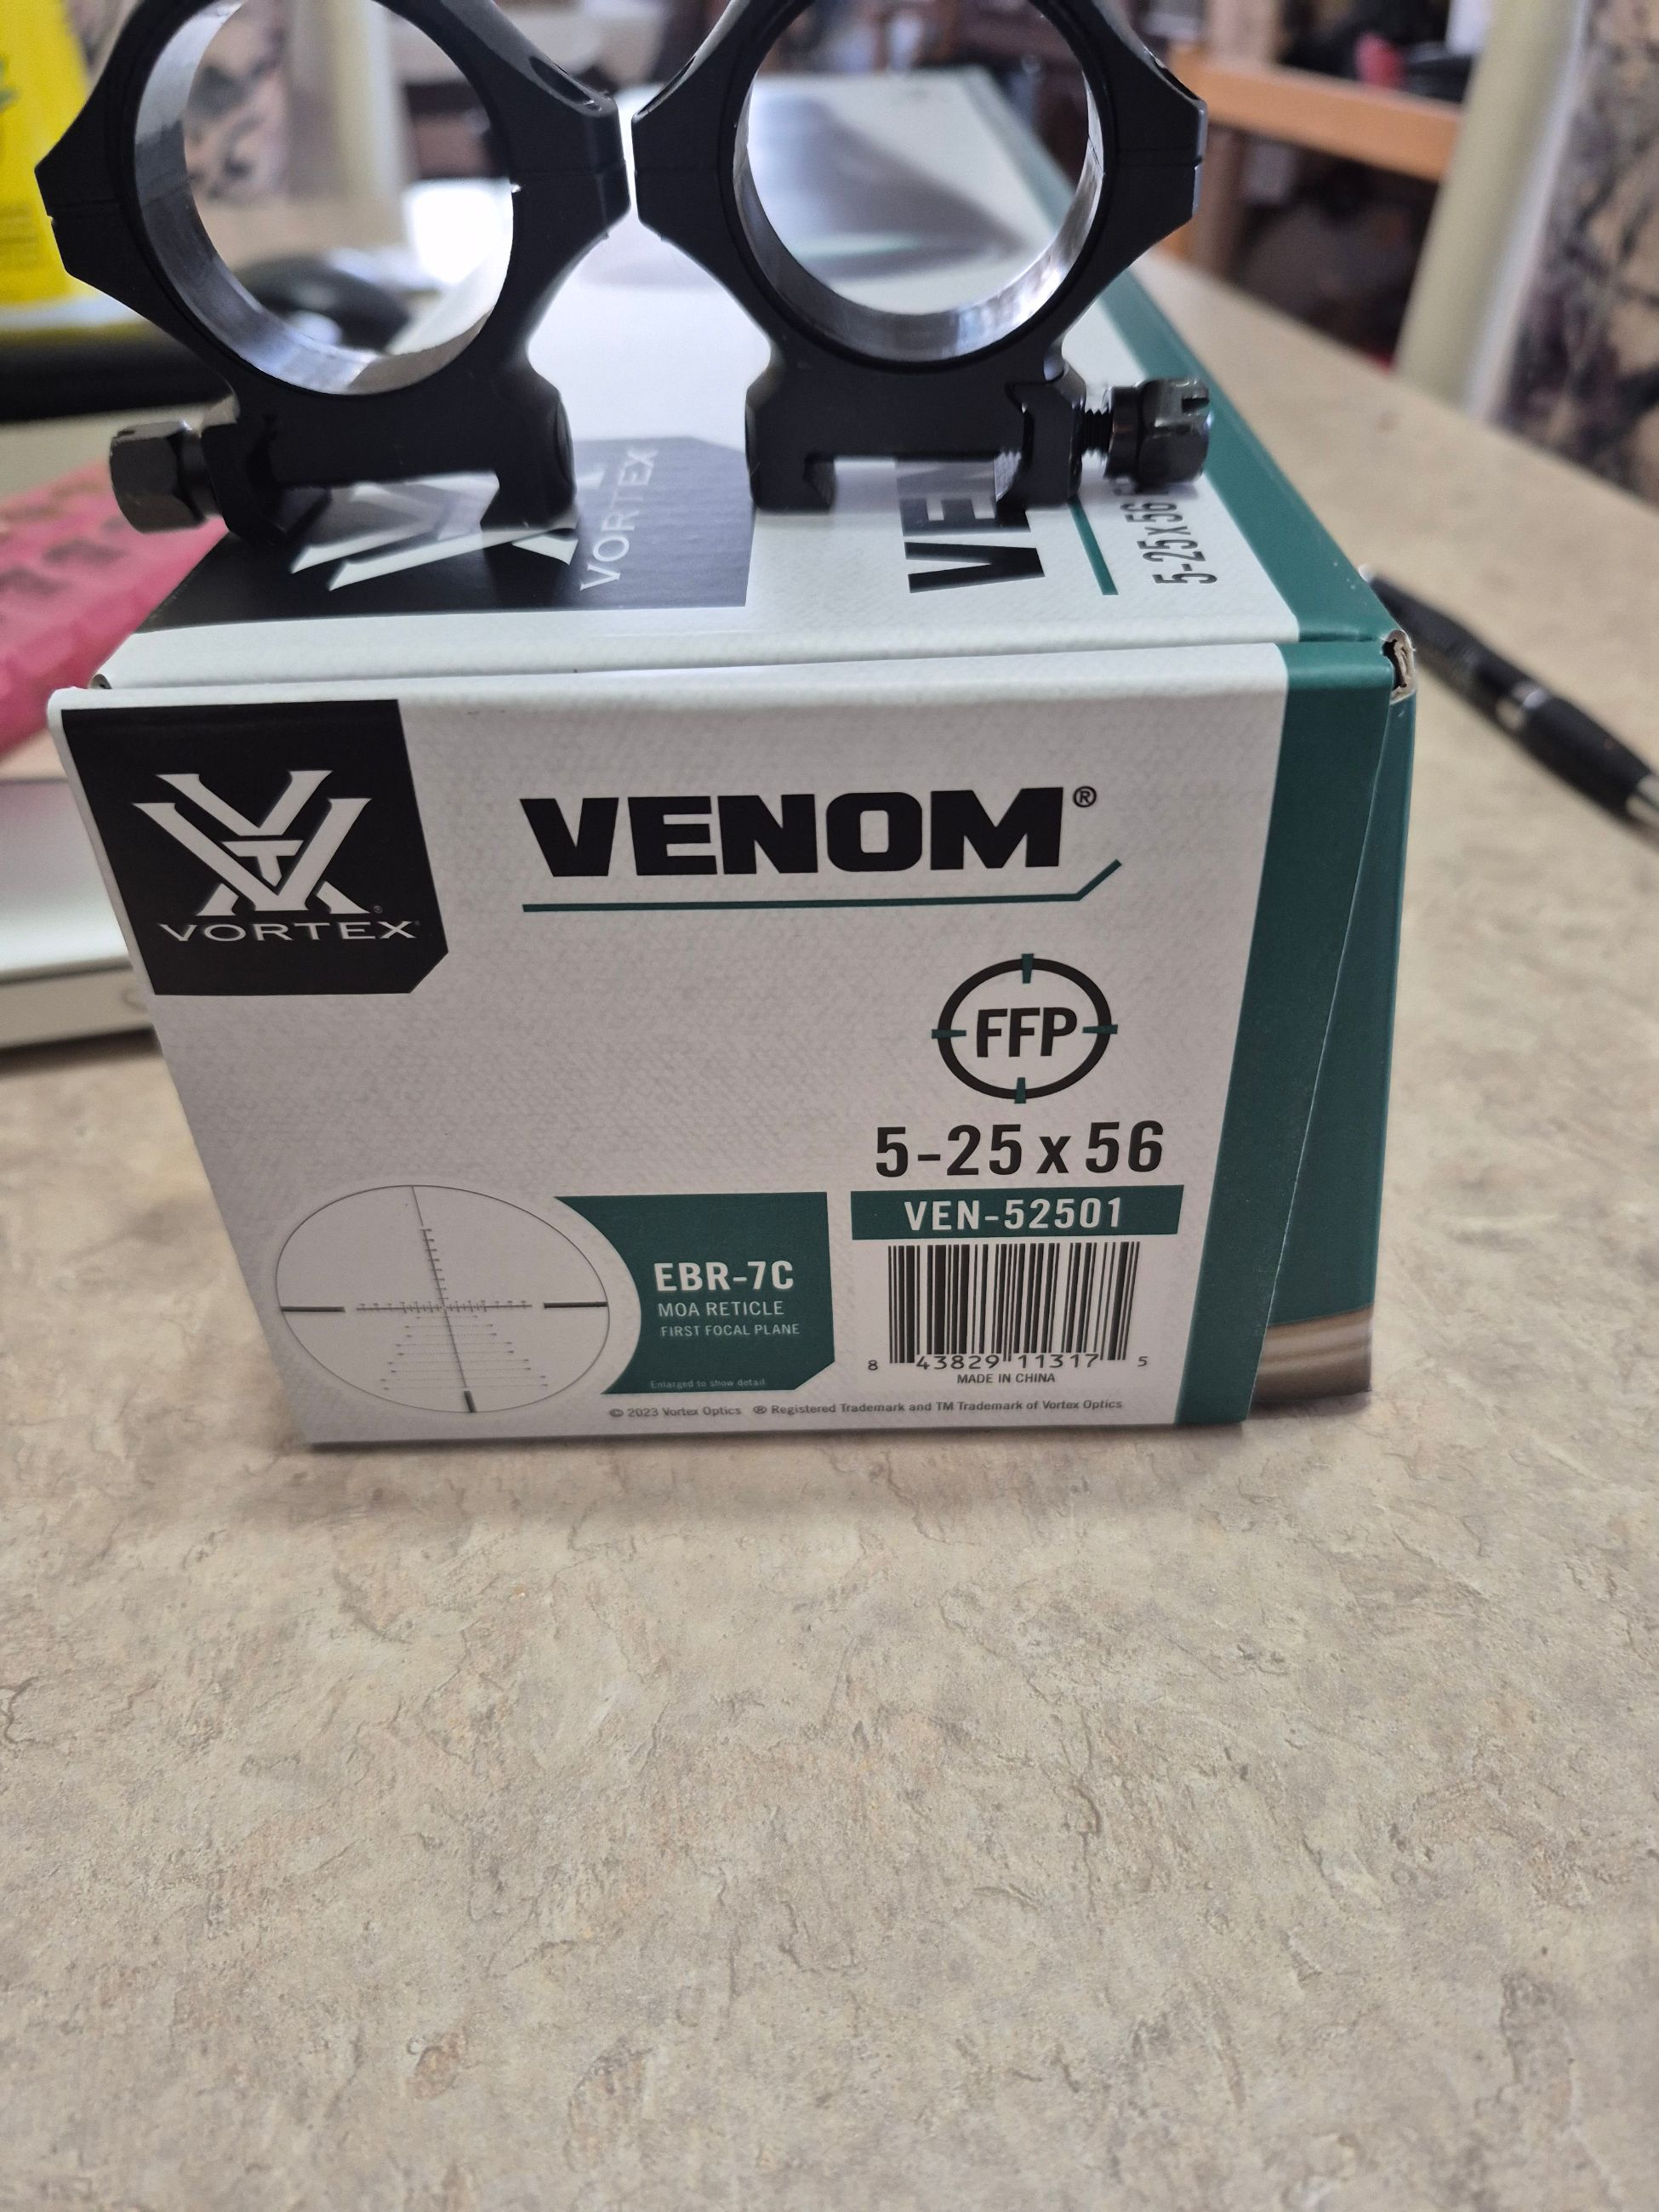 VORTEX
VEN
5-25x56
VENOM®
VORTEX®
FFP
5-25x56
VEN-52501
EBR-7C
MOA RETICLE
FIRST FOCAL PLANE
Enlarged to show detail
8 43829 11317 5
MADE IN CHINA
© 2023 Vortex Optics ® Registered Trademark and TM Trademark of Vortex Optics